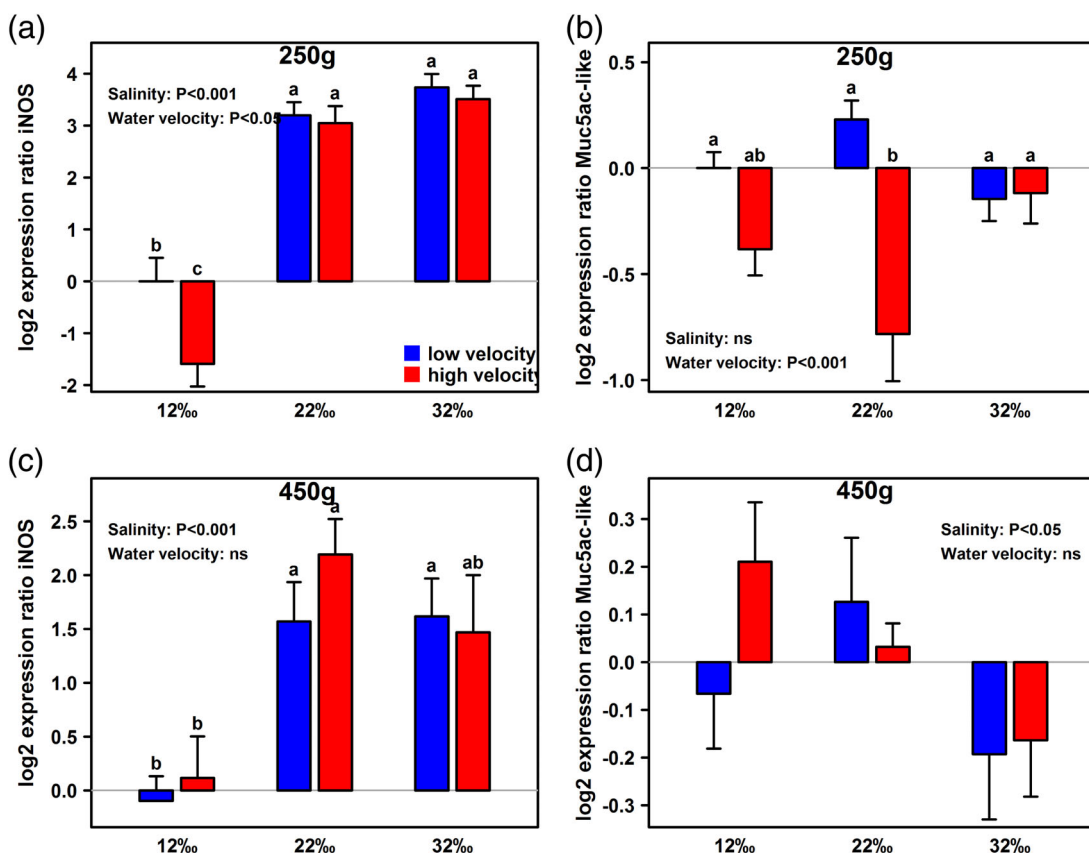 (a)
250g
log2 expression ratio iNOS
4
3
2
1
0
-1
-2
Salinity: P<0.001
Water velocity: P<0.05
b
c
a
a
a
a
low velocity
high velocity
12‰
22‰
32‰
(b)
250g
log2 expression ratio Muc5ac-like
0.5
0.0
-0.5
-1.0
a
ab
a
b
a
a
Salinity: ns
Water velocity: P<0.001
12‰
22‰
32‰
(c)
450g
log2 expression ratio iNOS
2.5
2.0
1.5
1.0
0.5
0.0
Salinity: P<0.001
Water velocity: ns
b
b
a
a
a
ab
12‰
22‰
32‰
(d)
450g
log2 expression ratio Muc5ac-like
0.3
0.2
0.1
0.0
-0.1
-0.2
-0.3
Salinity: P<0.05
Water velocity: ns
12‰
22‰
32‰